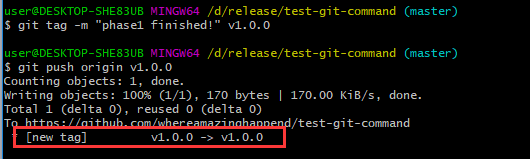 user@DESKTOP-SHE83UB MINGW64 /d/release/test-git-command (master)
$ git tag -m "phase1 finished!" v1.0.0
user@DESKTOP-SHE83UB MINGW64 /d/release/test-git-command (master)
$ git push origin v1.0.0
Counting objects: 1, done.
Writing objects: 100% (1/1), 170 bytes | 170.00 KiB/s, done.
Total 1 (delta 0), reused 0 (delta 0)
To https://github.com/whereamazinghappend/test-git-command
* [new tag] v1.0.0 -> v1.0.0